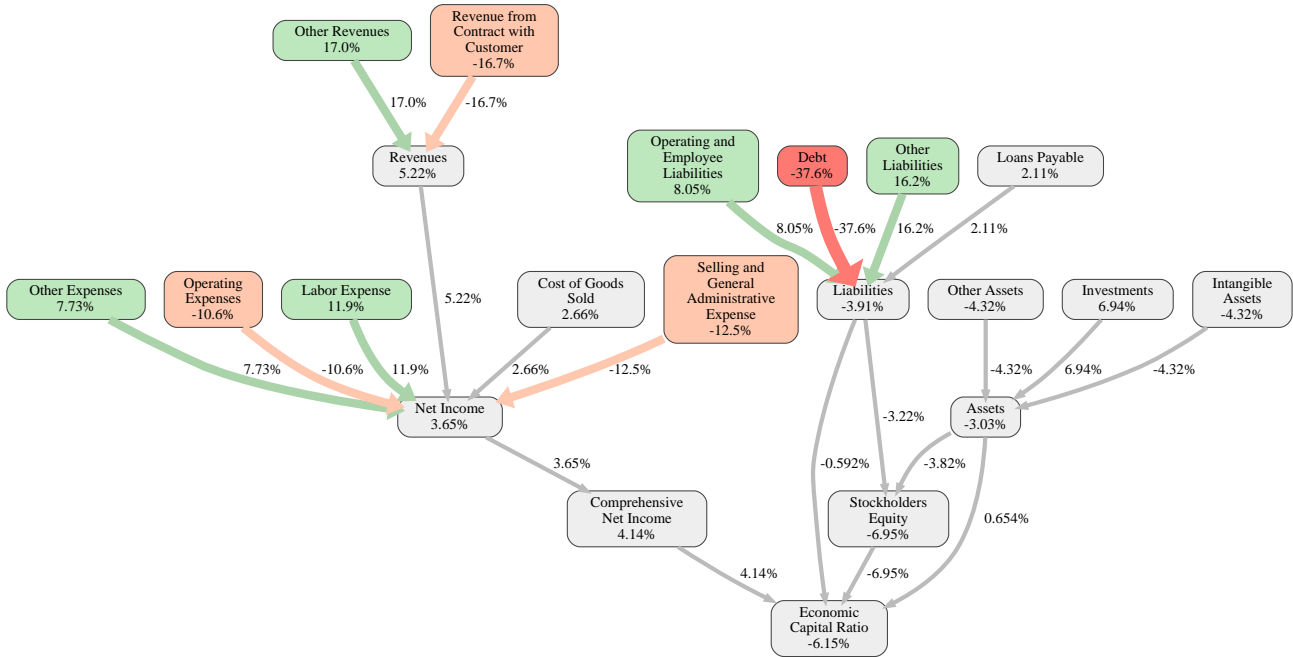 Other Revenues
17.0%
Revenue from
Contract with
Customer
-16.7%
17.0%
-16.7%
Revenues
5.22%
Operating and
Employee
Liabilities
8.05%
Debt
-37.6%
Other
Liabilities
16.2%
Loans Payable
2.11%
8.05%
-37.6%
16.2%
2.11%
Other Expenses
7.73%
Operating
Expenses
-10.6%
Labor Expense
11.9%
5.22%
Cost of Goods
Sold
2.66%
Selling and
General
Administrative
Expense
-12.5%
Liabilities
-3.91%
Other Assets
-4.32%
Investments
6.94%
Intangible
Assets
-4.32%
7.73%
-10.6%
11.9%
2.66%
-12.5%
-4.32%
6.94%
-4.32%
Net Income
3.65%
-3.22%
Assets
-3.03%
3.65%
-0.592%
-3.82%
Comprehensive
Net Income
4.14%
Stockholders
Equity
-6.95%
0.654%
4.14%
-6.95%
Economic
Capital Ratio
-6.15%